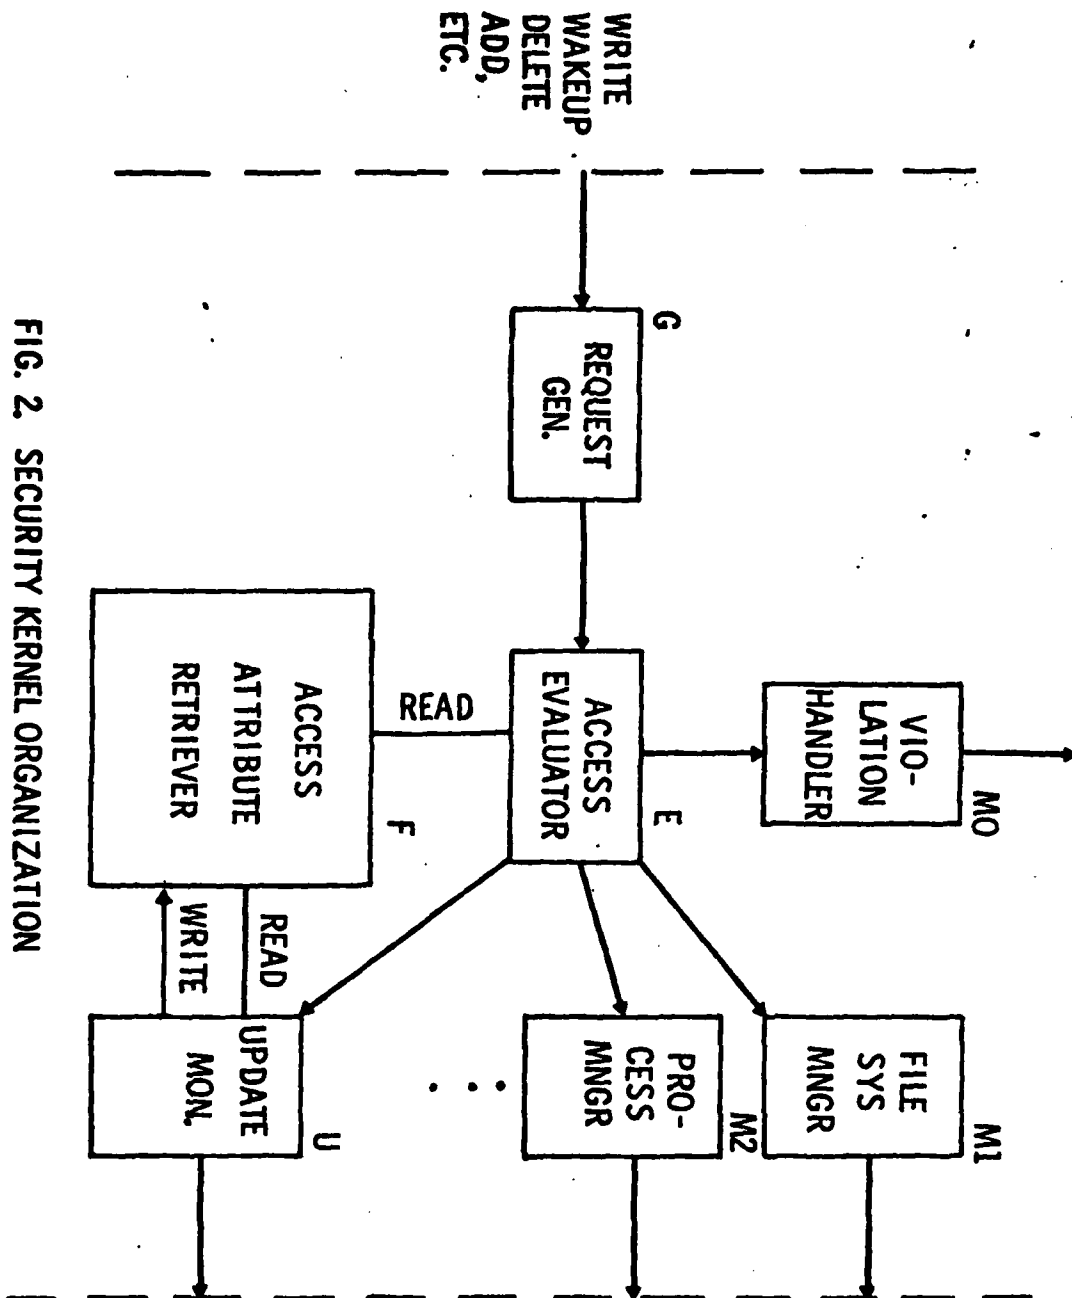 WRITE
WAKEUP
DELETE
ADD,
ETC.
G
REQUEST
GEN.
VIO-
LATION
HANDLER
M0
ACCESS
EVALUATOR
E
READ
ACCESS
ATTRIBUTE
RETRIEVER
F
READ
WRITE
FILE
SYS
MNGR
M1
PRO-
CESS
MNGR
M2
UPDATE
MON.
U
FIG. 2. SECURITY KERNEL ORGANIZATION